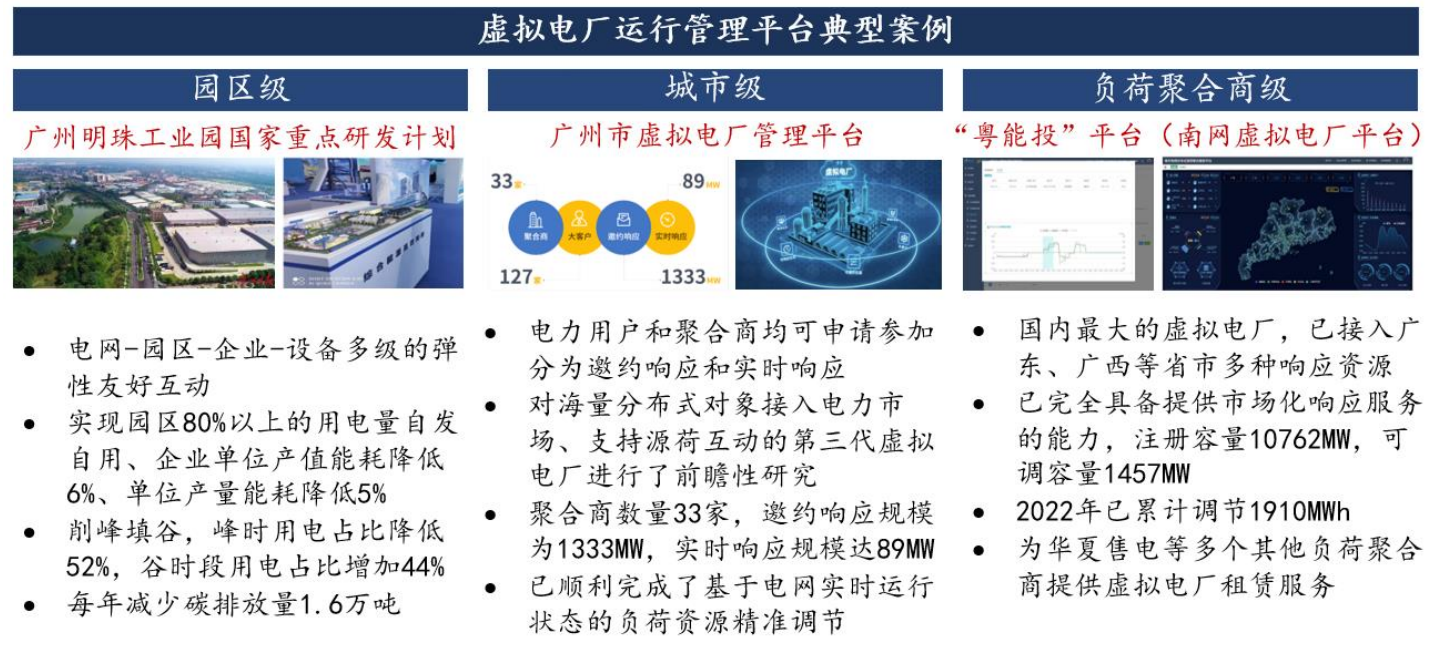 虚拟电厂运行管理平台典型案例
园区级
广州明珠工业园国家重点研发计划
综合能源
电网-园区-企业-设备多级的弹
性友好互动
实现园区80%以上的用电量自发
自用、企业单位产值能耗降低
6%、单位产量能耗降低5%
削峰填谷，峰时用电占比降低
52%，谷时段用电占比增加44%
每年减少碳排放量1.6万吨
城市级
广州市虚拟电厂管理平台
33家
89MW
聚合商
大客户
邀约响应
实时响应
127家
1333MW
虚拟电厂
电力用户和聚合商均可申请参加
分为邀约响应和实时响应
对海量分布式对象接入电力市
场、支持源荷互动的第三代虚拟
电厂进行了前瞻性研究
聚合商数量33家，邀约响应规模
为1333MW，实时响应规模达89MW
已顺利完成了基于电网实时运行
状态的负荷资源精准调节
负荷聚合商级
“粤能投”平台（南网虚拟电厂平台）
国内最大的虚拟电厂，已接入广
东、广西等省市多种响应资源
已完全具备提供市场化响应服务
的能力，注册容量10762MW，可
调容量1457MW
2022年已累计调节1910MWh
为华夏售电等多个其他负荷聚合
商提供虚拟电厂租赁服务